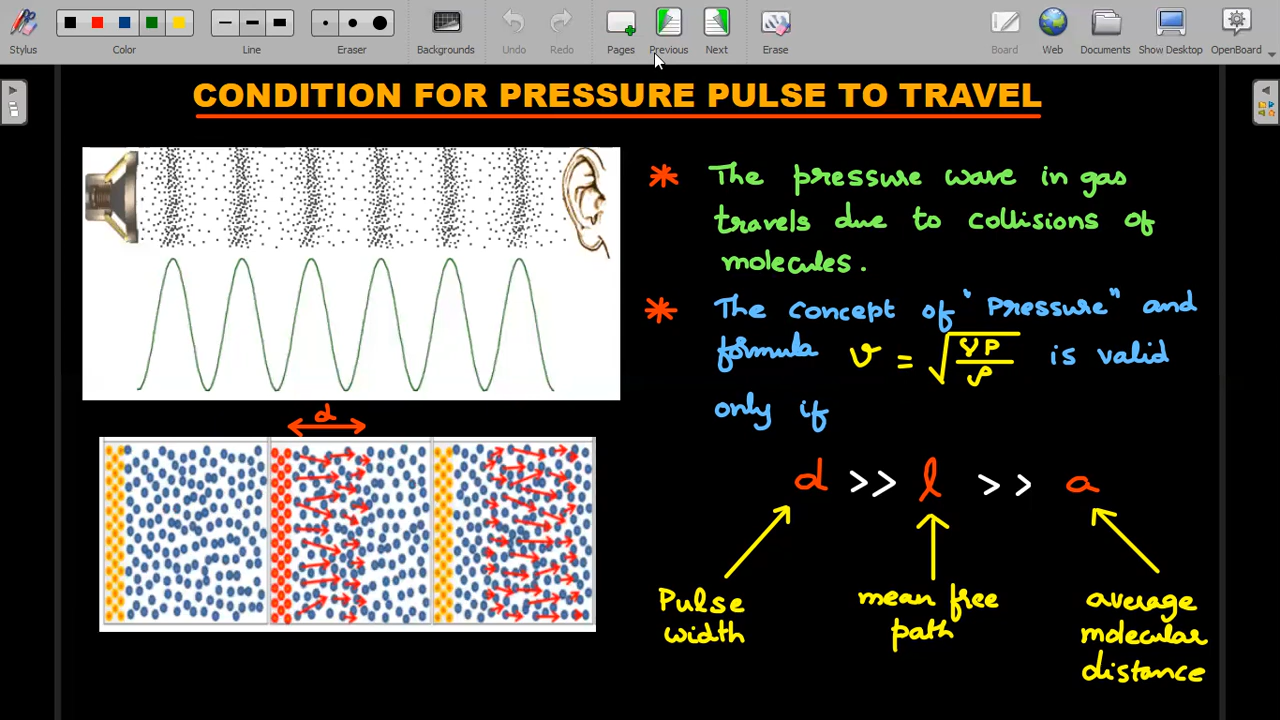 Stylus
Color
Line
Eraser
Backgrounds
Undo
Redo
Pages
Previous
Next
Erase
Board
Web
Documents
Show Desktop
OpenBoard
CONDITION FOR PRESSURE PULSE TO TRAVEL
* The pressure wave in gas
travels due to collisions of
molecules.
* The concept of "Pressure" and
formula v = √(γP/ρ) is valid
only if
d
d >> l >> a
Pulse
width
mean free
path
average
molecular
distance